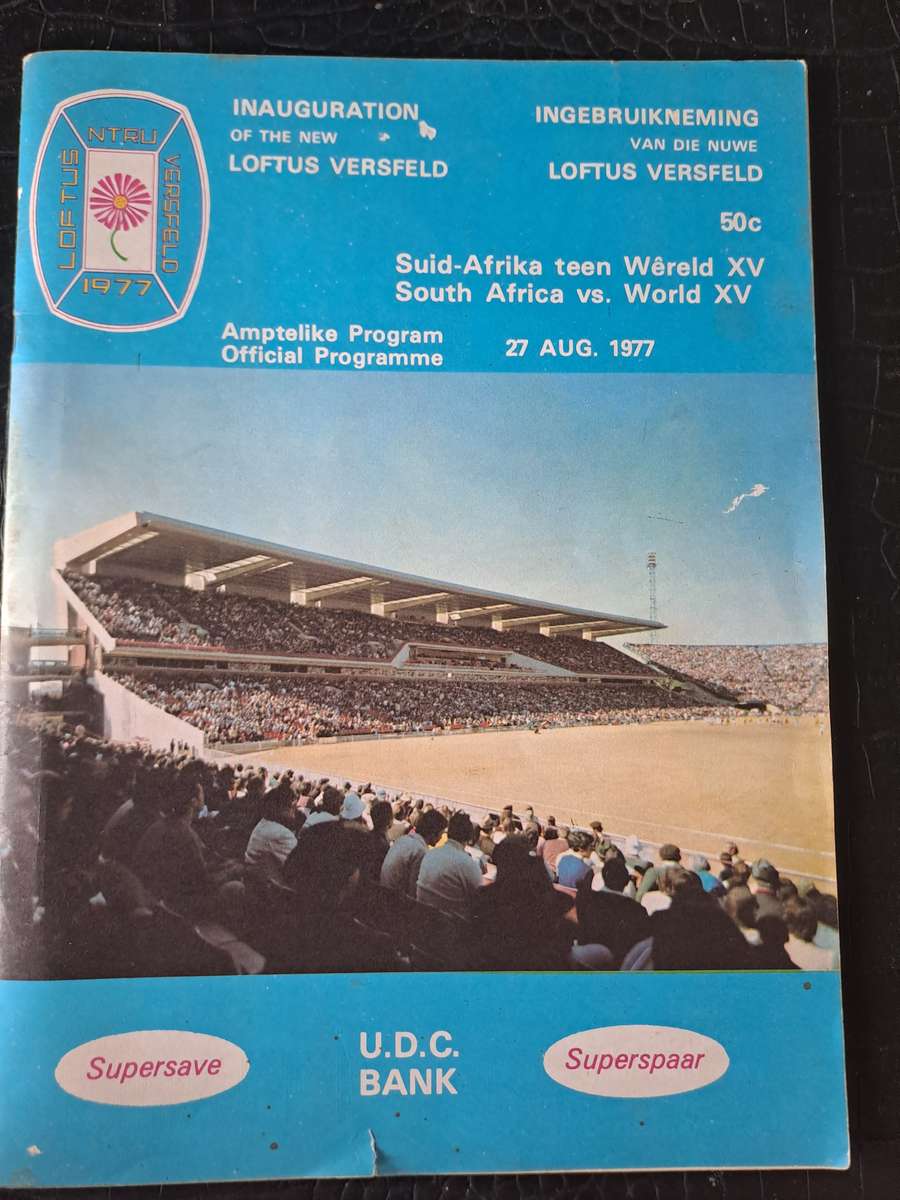 NTRU
LOFTUS
VERSFELD
1977
INAUGURATION
OF THE NEW
LOFTUS VERSFELD
INGEBRUIKNEMING
VAN DIE NUWE
LOFTUS VERSFELD
50c
Suid-Afrika teen Wêreld XV
South Africa vs. World XV
Amptelike Program
Official Programme
27 AUG. 1977
Supersave
U.D.C.
BANK
Superspaar